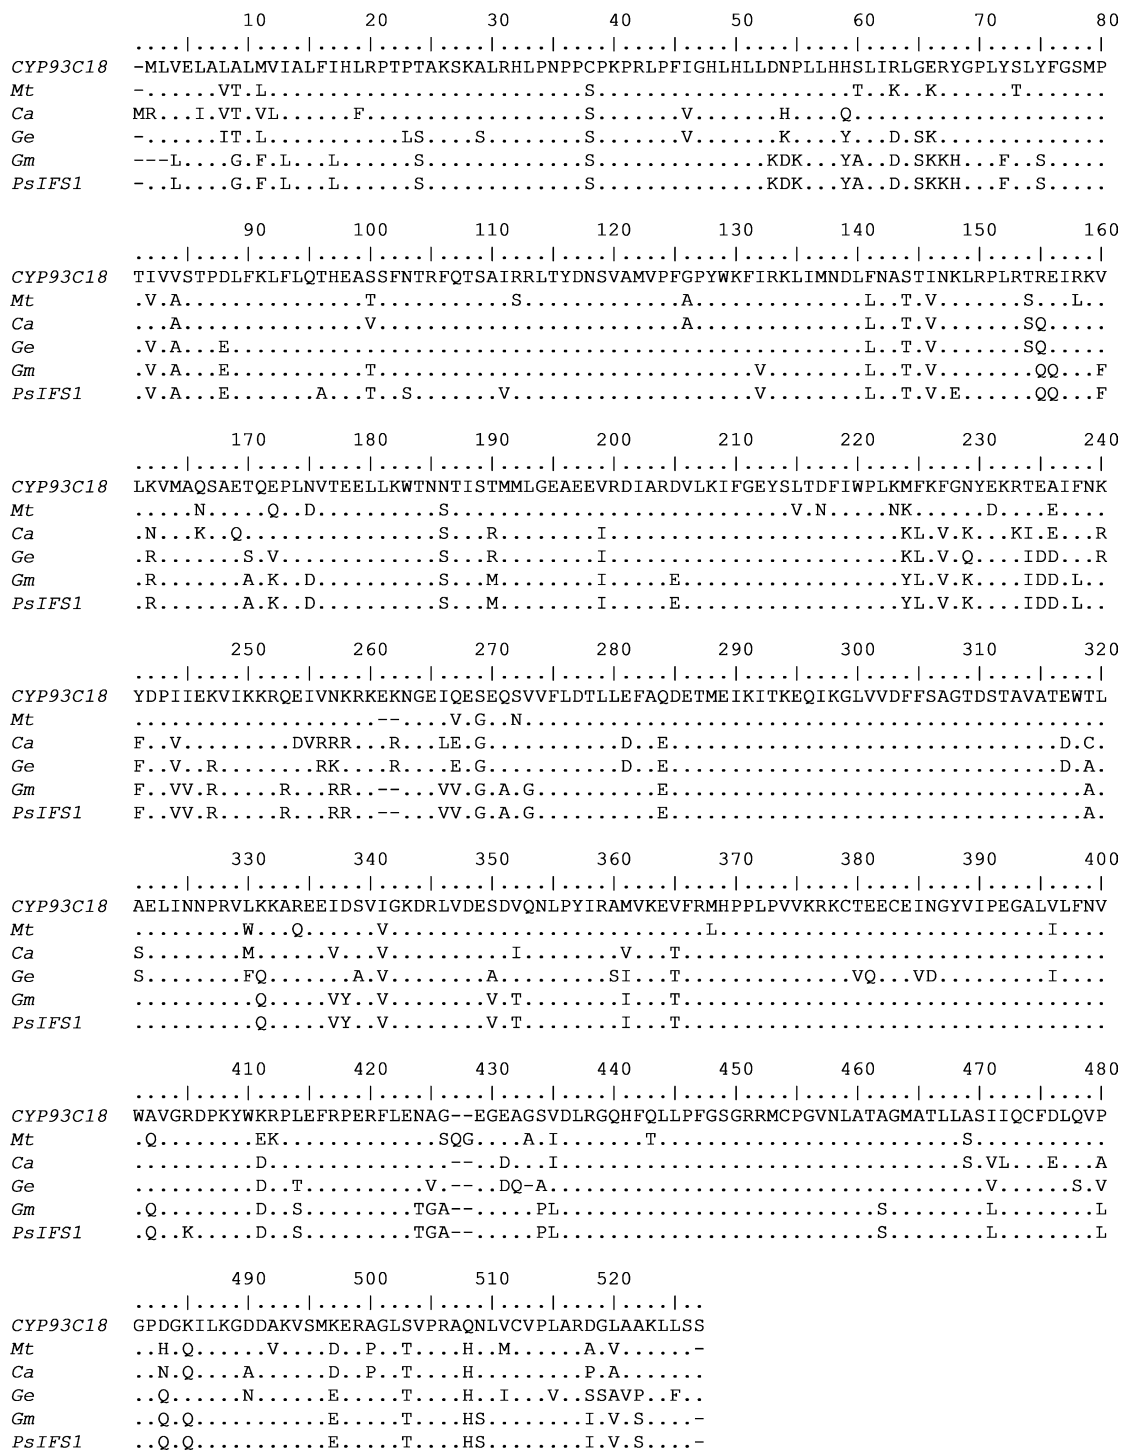 10 20 30 40 50 60 70 80
....|....|....|....|....|....|....|....|....|....|....|....|....|....|....|....|
CYP93C18 -MLVELALALMVIALFIHLRPTPTAKSKALRHLPNPPCPKPRLPFIGHLHLLDNPLLHHSLIRLGERYGPLYSLYFGSMP
Mt -......VT.L..........................S.....................T..K..K......T.......
Ca MR...I.VT.VL......F..................S.......V.......H....Q.....................
Ge -......IT.L...........LS....S........S.......V.......K....Y...D.SK..............
Gm ---L....G.F.L...L......S.............S..............KDK...YA..D.SKKH...F..S.....
PsIFS1 -..L....G.F.L...L......S.............S..............KDK...YA..D.SKKH...F..S.....
90 100 110 120 130 140 150 160
....|....|....|....|....|....|....|....|....|....|....|....|....|....|....|....|
CYP93C18 TIVVSTPDLFKLFLQTHEASSFNTRFQTSAIRRLTYDNSVAMVPFGPYWKFIRKLIMNDLFNASTINKLRPLRTREIRKV
Mt .V.A...............T...........S.............A..............L..T.V.......S...L..
Ca ...A...............V.........................A..............L..T.V.......SQ.....
Ge .V.A...E....................................................L..T.V.......SQ.....
Gm .V.A...E...........T...............................V........L..T.V........QQ...F
PsIFS1 .V.A...E.......A...T..S.......V....................V........L..T.V.E......QQ...F
170 180 190 200 210 220 230 240
....|....|....|....|....|....|....|....|....|....|....|....|....|....|....|....|
CYP93C18 LKVMAQSAETQEPLNVTEELLKWTNNTISTMMLGEAEEVRDIARDVLKIFGEYSLTDFIWPLKMFKFGNYEKRTEAIFNK
Mt .....N.....Q..D..........S............................V.N.....NK......D....E....
Ca .N...K..Q................S...R........I........................KL.V.K...KI.E...R
Ge .R.......S.V.............S...R........I........................KL.V.Q....IDD...R
Gm .R.......A.K..D..........S...M........I.....E..................YL.V.K....IDD.L..
PsIFS1 .R.......A.K..D..........S...M........I.....E..................YL.V.K....IDD.L..
250 260 270 280 290 300 310 320
....|....|....|....|....|....|....|....|....|....|....|....|....|....|....|....|
CYP93C18 YDPIIEKVIKKRQEIVNKRKEKNGEIQESEQSVVFLDTLLEFAQDETMEIKITKEQIKGLVVDFFSAGTDSTAVATEWTL
Mt ....................--....V.G..N................................................
Ca F..V.........DVRRR...R...LE.G...........D..E................................D.C.
Ge F..V..R........RK....R....E.G...........D..E................................D.A.
Gm F..VV.R.....R...RR..--...VV.G.A.G..........E..................................A.
PsIFS1 F..VV.R.....R...RR..--...VV.G.A.G..........E..................................A.
330 340 350 360 370 380 390 400
....|....|....|....|....|....|....|....|....|....|....|....|....|....|....|....|
CYP93C18 AELINNPRVLKKAREEIDSVIGKDRLVDESDVQNLPYIRAMVKEVFRMHPPLPVVKRKCTEECEINGYVIPEGALVLFNV
Mt .........W...Q......V..........................L...........................I....
Ca S........M......V...V..........I........V...T...................................
Ge S........FQ.......A.V........A.........SI...T..............VQ...VD.........I....
Gm ..........Q.....VY..V........V.T........I...T...................................
PsIFS1 ..........Q.....VY..V........V.T........I...T...................................
410 420 430 440 450 460 470 480
....|....|....|....|....|....|....|....|....|....|....|....|....|....|....|....|
CYP93C18 WAVGRDPKYWKRPLEFRPERFLENAG--EGEAGSVDLRGQHFQLLPFGSGRRMCPGVNLATAGMATLLASIIQCFDLQVP
Mt .Q........EK.............SQG....A.I.......T.........................S...........
Ca ..........D...............--..D...I.................................S.VL...E...A
Ge ..........D..T..........V.--..DQ-A....................................V......S.V
Gm .Q........D..S.........TGA--.....PL..........................S........L........L
PsIFS1 .Q..K.....D..S.........TGA--.....PL..........................S........L........L
490 500 510 520
....|....|....|....|....|....|....|....|....|..
CYP93C18 GPDGKILKGDDAKVSMKERAGLSVPRAQNLVCVPLARDGLAAKLLSS
Mt ..H.Q......V....D..P..T....H..M......A.V......-
Ca ..N.Q....A......D..P..T....H.........P.A.......
Ge ..Q......N......E.....T....H..I...V..SSAVP..F..
Gm ..Q.Q...........E.....T....HS........I.V.S....-
PsIFS1 ..Q.Q...........E.....T....HS........I.V.S....-